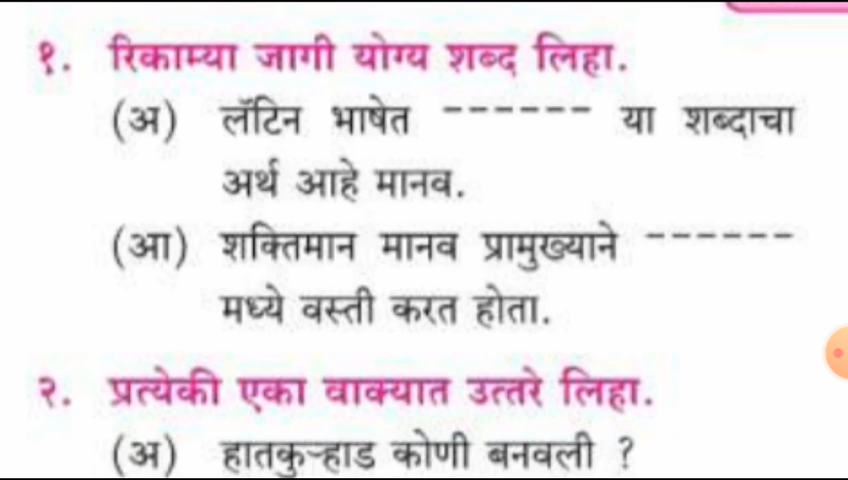 १. रिकाम्या जागी योग्य शब्द लिहा.
(अ) लॅटिन भाषेत ------ या शब्दाचा
अर्थ आहे मानव.
(आ) शक्तिमान मानव प्रामुख्याने ------
मध्ये वस्ती करत होता.
२. प्रत्येकी एका वाक्यात उत्तरे लिहा.
(अ) हातकुऱ्हाड कोणी बनवली ?